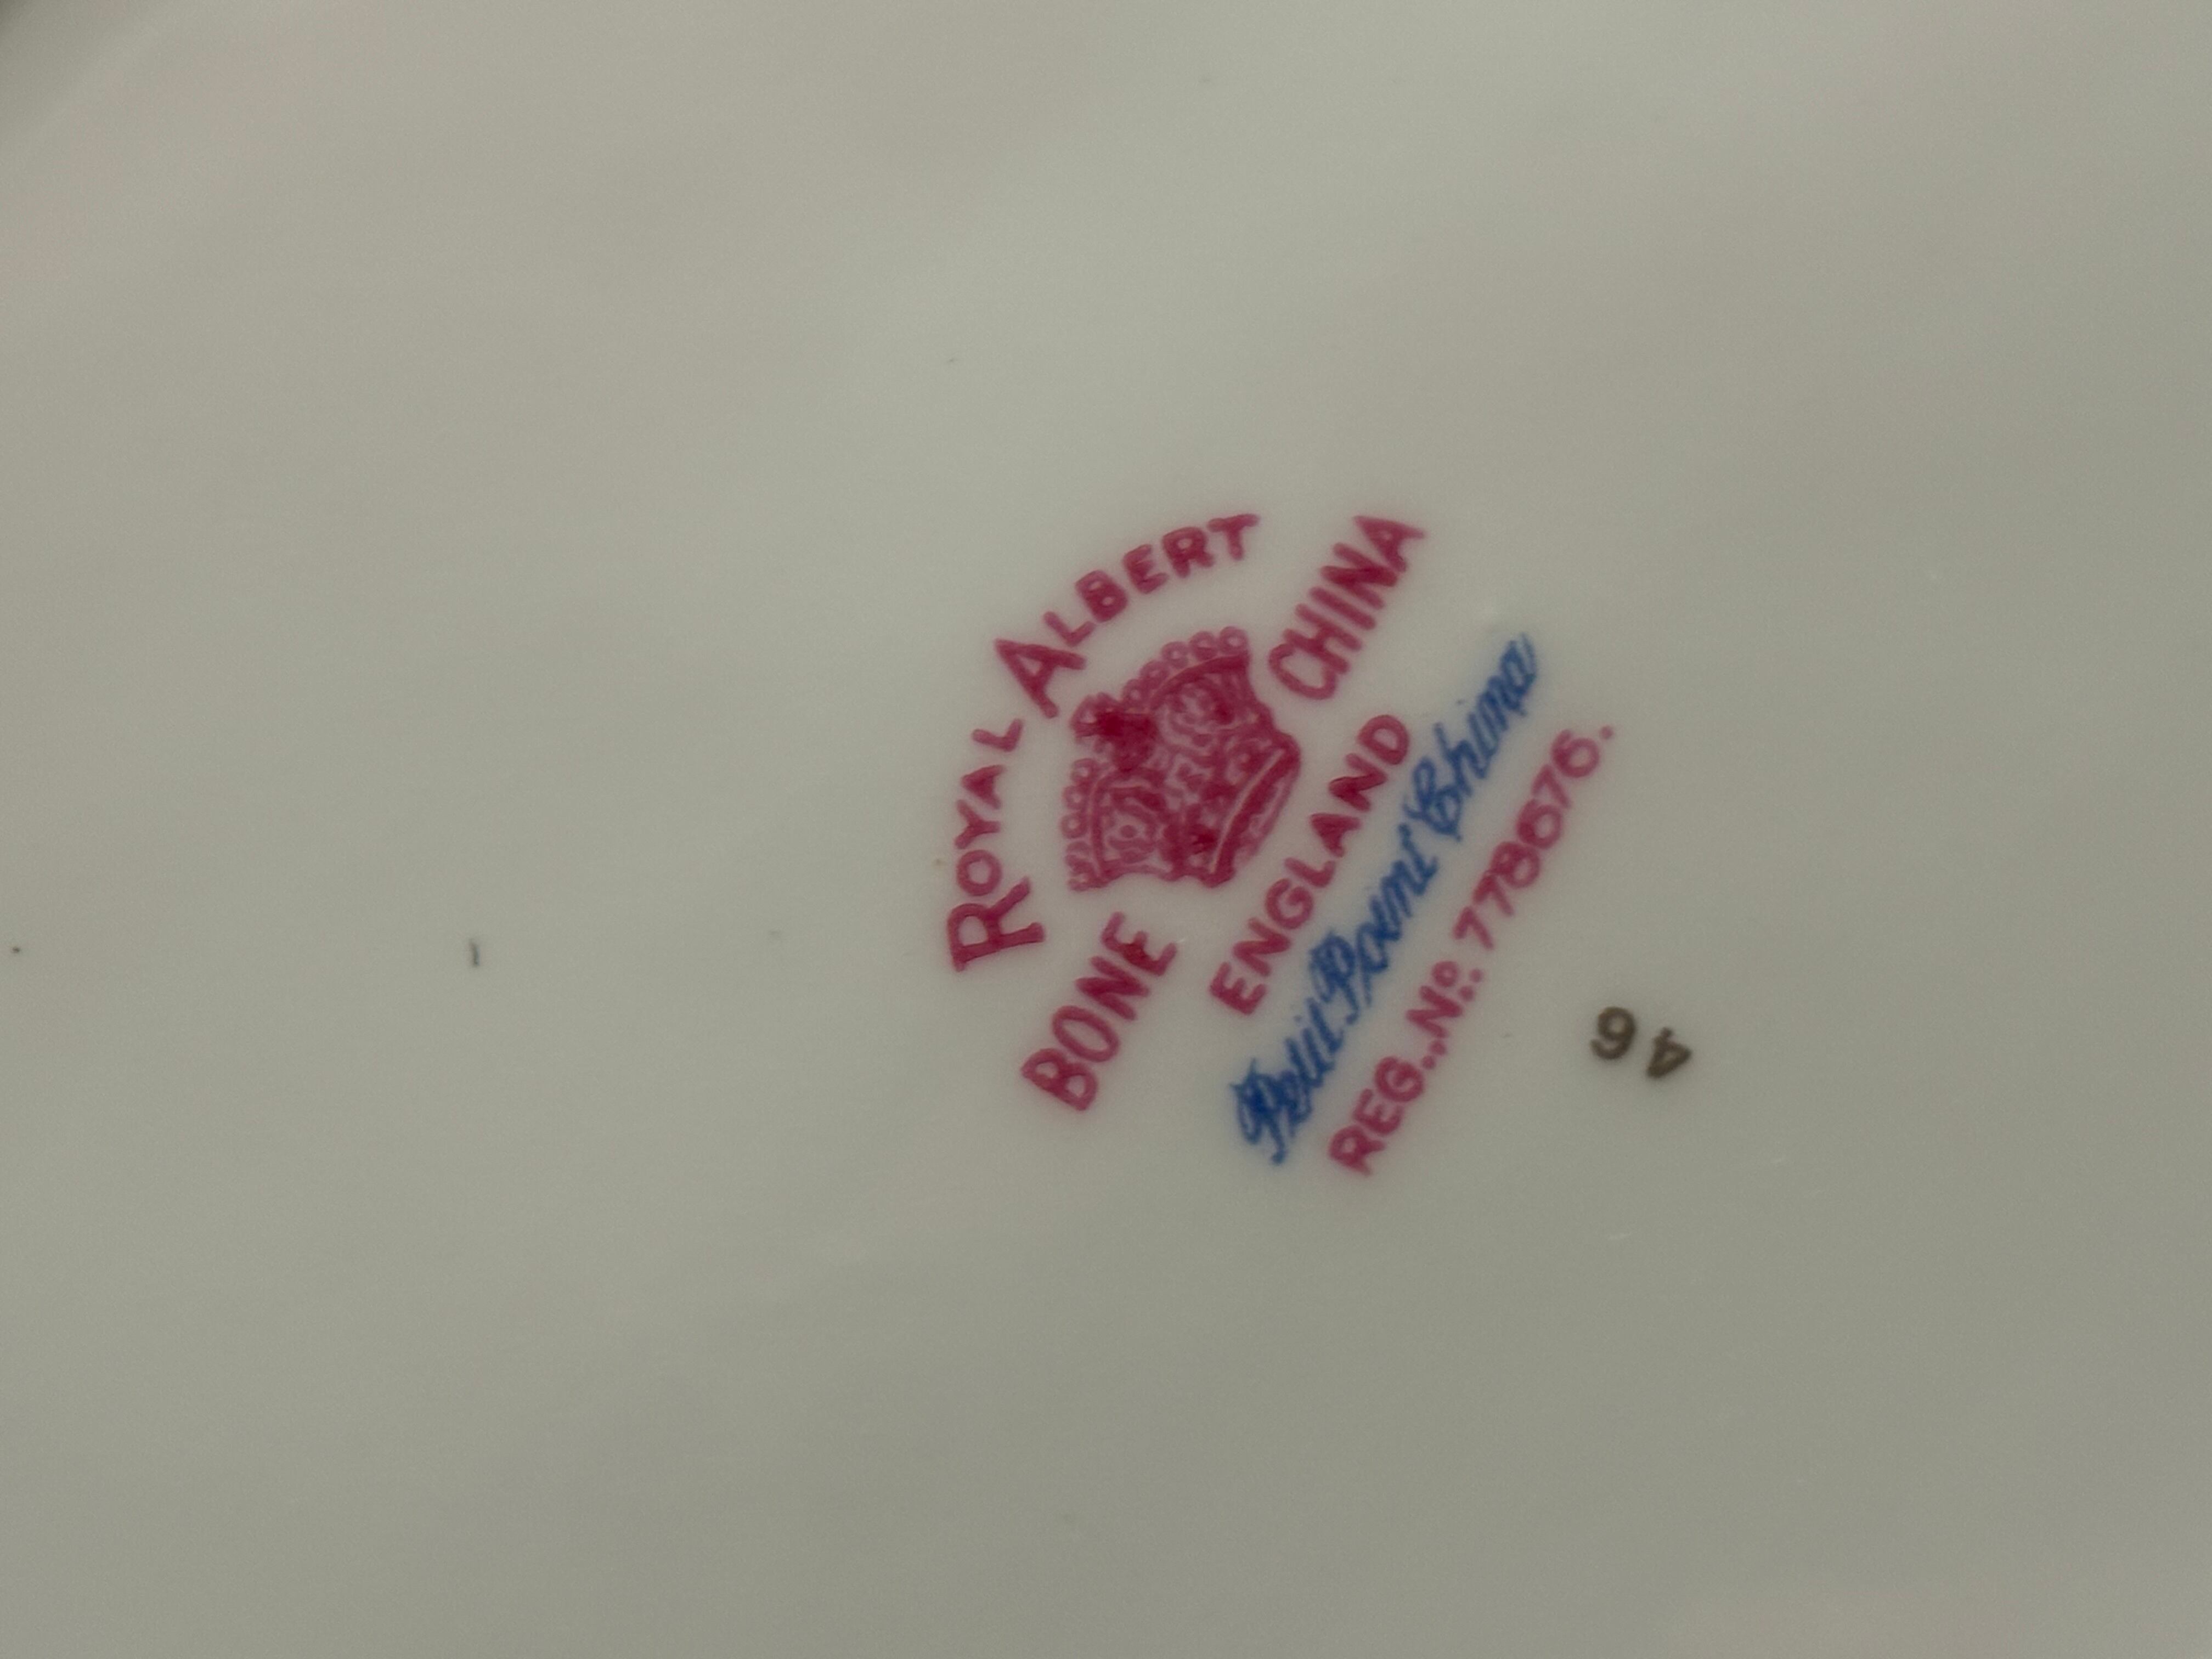 ROYAL ALBERT
BONE CHINA
ENGLAND
Petit Point China
REG., Nº: 778676.
46